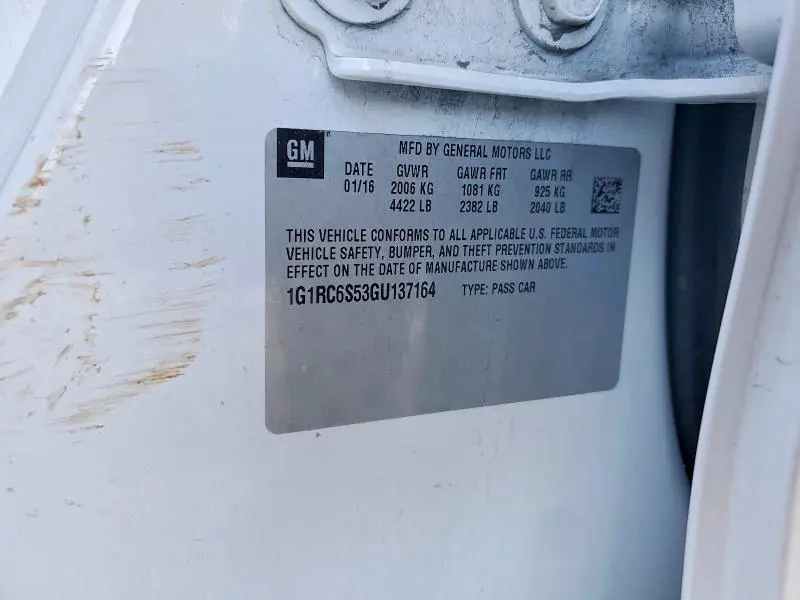 GM
MFD BY GENERAL MOTORS LLC
DATE GVWR GAWR FRT GAWR RR
01/16 2006 KG 1081 KG 925 KG
4422 LB 2382 LB 2040 LB
THIS VEHICLE CONFORMS TO ALL APPLICABLE U.S. FEDERAL MOTOR
VEHICLE SAFETY, BUMPER, AND THEFT PREVENTION STANDARDS IN
EFFECT ON THE DATE OF MANUFACTURE SHOWN ABOVE.
1G1RC6S53GU137164 TYPE: PASS CAR